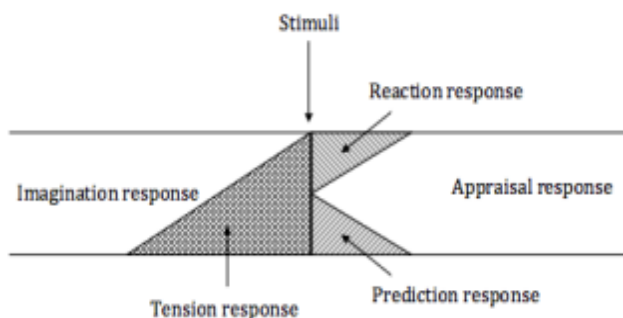 Stimuli
Reaction response
Imagination response
Appraisal response
Tension response
Prediction response